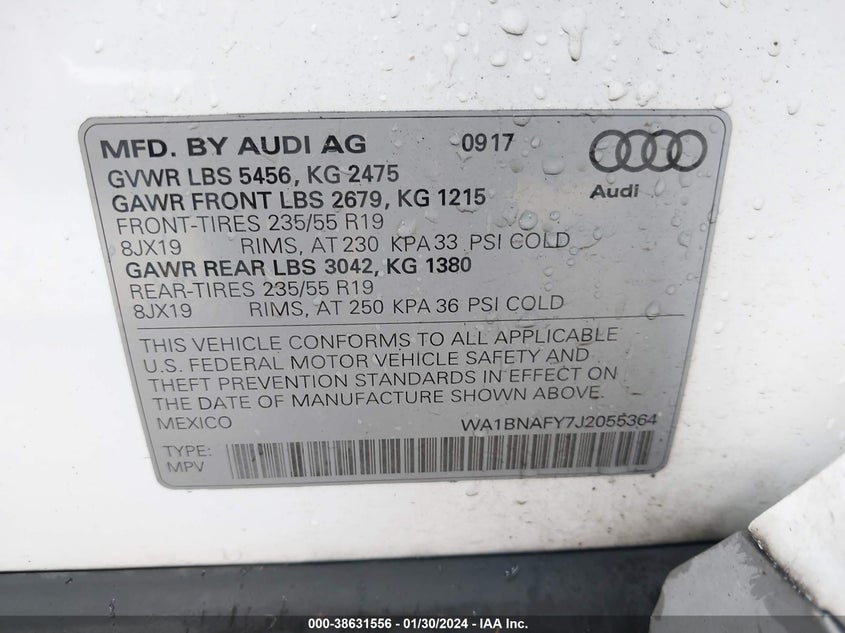 MFD. BY AUDI AG 0917
Audi
GVWR LBS 5456, KG 2475
GAWR FRONT LBS 2679, KG 1215
FRONT-TIRES 235/55 R19
8JX19 RIMS, AT 230 KPA 33 PSI COLD
GAWR REAR LBS 3042, KG 1380
REAR-TIRES 235/55 R19
8JX19 RIMS, AT 250 KPA 36 PSI COLD
THIS VEHICLE CONFORMS TO ALL APPLICABLE
U.S. FEDERAL MOTOR VEHICLE SAFETY AND
THEFT PREVENTION STANDARDS IN EFFECT ON
THE DATE OF MANUFACTURE SHOWN ABOVE.
MEXICO WA1BNAFY7J2055364
TYPE:
MPV
000-38631556 - 01/30/2024 - IAA Inc.